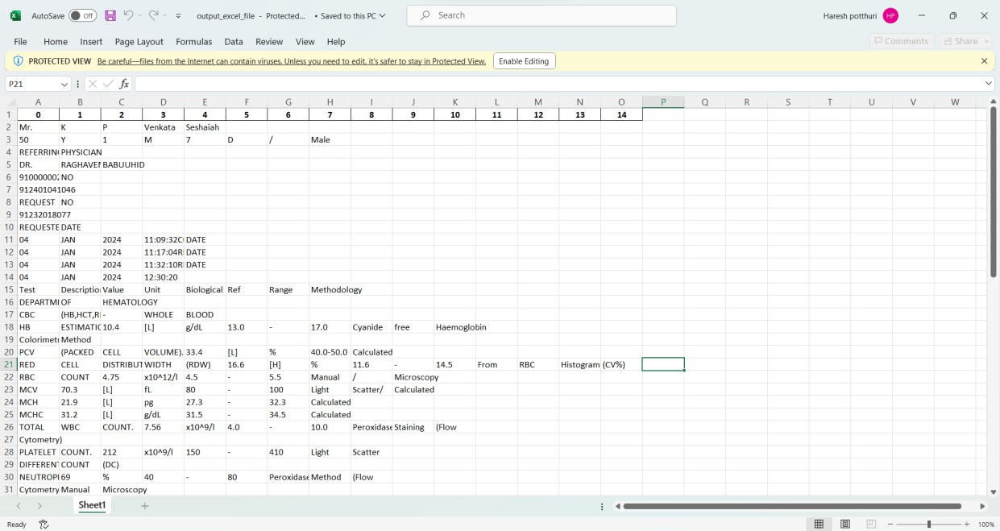 AutoSave Off output_excel_file - Protected... • Saved to this PC Search Haresh potthuri HP
File Home Insert Page Layout Formulas Data Review View Help Comments Share
PROTECTED VIEW Be careful—files from the Internet can contain viruses. Unless you need to edit, it's safer to stay in Protected View. Enable Editing
P21 fx
A B C D E F G H I J K L M N O P Q R S T U V W
1 0 1 2 3 4 5 6 7 8 9 10 11 12 13 14
2 Mr. K P Venkata Seshaiah
3 50 Y 1 M 7 D / Male
4 REFERRIN PHYSICIAN
5 DR. RAGHAVEN BABUUHID
6 910000002 NO
7 912401041046
8 REQUEST NO
9 91232018077
10 REQUESTE DATE
11 04 JAN 2024 11:09:32C DATE
12 04 JAN 2024 11:17:04R DATE
13 04 JAN 2024 11:32:10R DATE
14 04 JAN 2024 12:30:20
15 Test Descriptio Value Unit Biological Ref Range Methodology
16 DEPARTM OF HEMATOLOGY
17 CBC (HB,HCT,R - WHOLE BLOOD
18 HB ESTIMATIO 10.4 [L] g/dL 13.0 - 17.0 Cyanide free Haemoglobin
19 Colorimet Method
20 PCV (PACKED CELL VOLUME). 33.4 [L] % 40.0-50.0 Calculated
21 RED CELL DISTRIBUT WIDTH (RDW) 16.6 [H] % 11.6 - 14.5 From RBC Histogram (CV%)
22 RBC COUNT 4.75 x10^12/l 4.5 - 5.5 Manual / Microscopy
23 MCV 70.3 [L] fL 80 - 100 Light Scatter/ Calculated
24 MCH 21.9 [L] pg 27.3 - 32.3 Calculated
25 MCHC 31.2 [L] g/dL 31.5 - 34.5 Calculated
26 TOTAL WBC COUNT. 7.56 x10^9/l 4.0 - 10.0 Peroxidase Staining (Flow
27 Cytometry)
28 PLATELET COUNT. 212 x10^9/l 150 - 410 Light Scatter
29 DIFFERENT COUNT (DC)
30 NEUTROPI 69 % 40 - 80 Peroxidase Method (Flow
31 Cytometry Manual Microscopy
Sheet1
Ready 100%